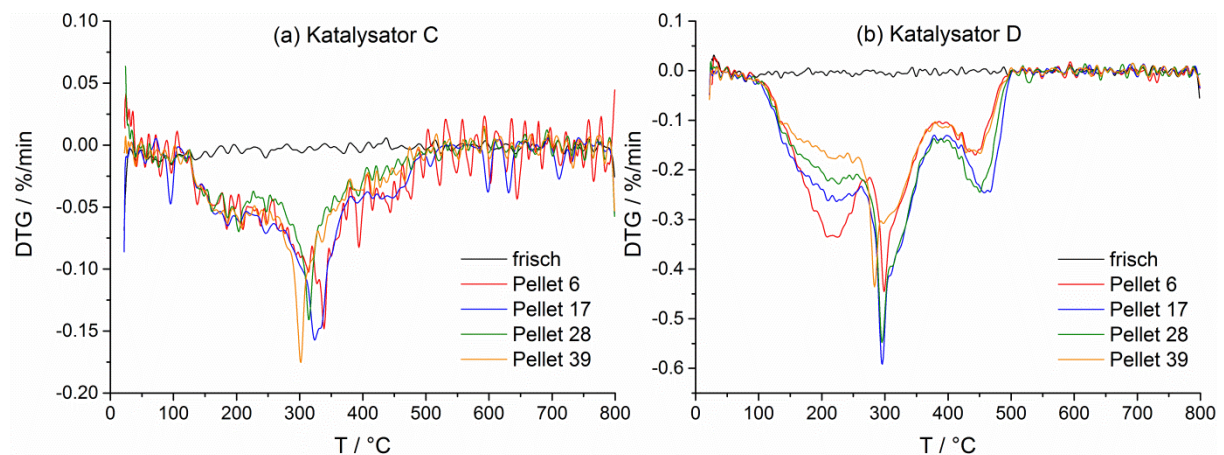 (a) Katalysator C
0.10
0.05
0.00
-0.05
-0.10
-0.15
-0.20
DTG / %/min
0
100
200
300
400
500
600
700
800
T / °C
frisch
Pellet 6
Pellet 17
Pellet 28
Pellet 39
(b) Katalysator D
0.1
0.0
-0.1
-0.2
-0.3
-0.4
-0.5
-0.6
DTG / %/min
0
100
200
300
400
500
600
700
800
T / °C
frisch
Pellet 6
Pellet 17
Pellet 28
Pellet 39